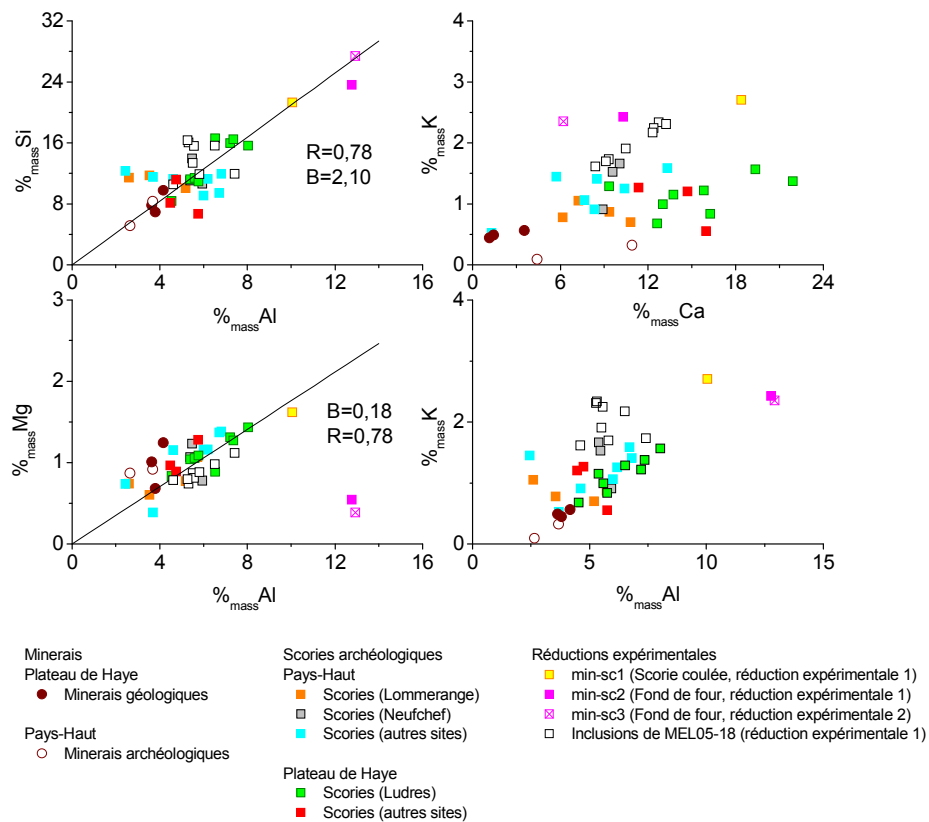 32
24
16
8
0
%massSi
0 4 8 12 16
%massAl
R=0,78
B=2,10
4
3
2
1
0
%massK
0 6 12 18 24
%massCa
3
2
1
0
%massMg
0 4 8 12 16
%massAl
B=0,18
R=0,78
4
2
0
%massK
0 5 10 15
%massAl
Minerais
Plateau de Haye
Minerais géologiques
Pays-Haut
Minerais archéologiques
Scories archéologiques
Pays-Haut
Scories (Lommerange)
Scories (Neufchef)
Scories (autres sites)
Plateau de Haye
Scories (Ludres)
Scories (autres sites)
Réductions expérimentales
min-sc1 (Scorie coulée, réduction expérimentale 1)
min-sc2 (Fond de four, réduction expérimentale 1)
min-sc3 (Fond de four, réduction expérimentale 2)
Inclusions de MEL05-18 (réduction expérimentale 1)